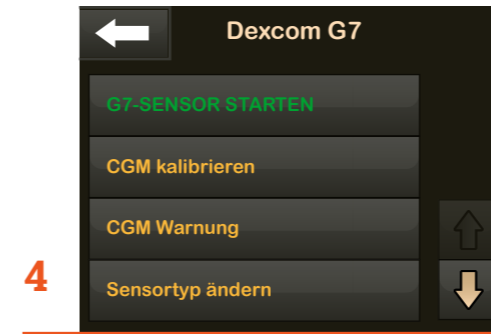 Dexcom G7
G7-SENSOR STARTEN
CGM kalibrieren
CGM Warnung
4
Sensortyp ändern